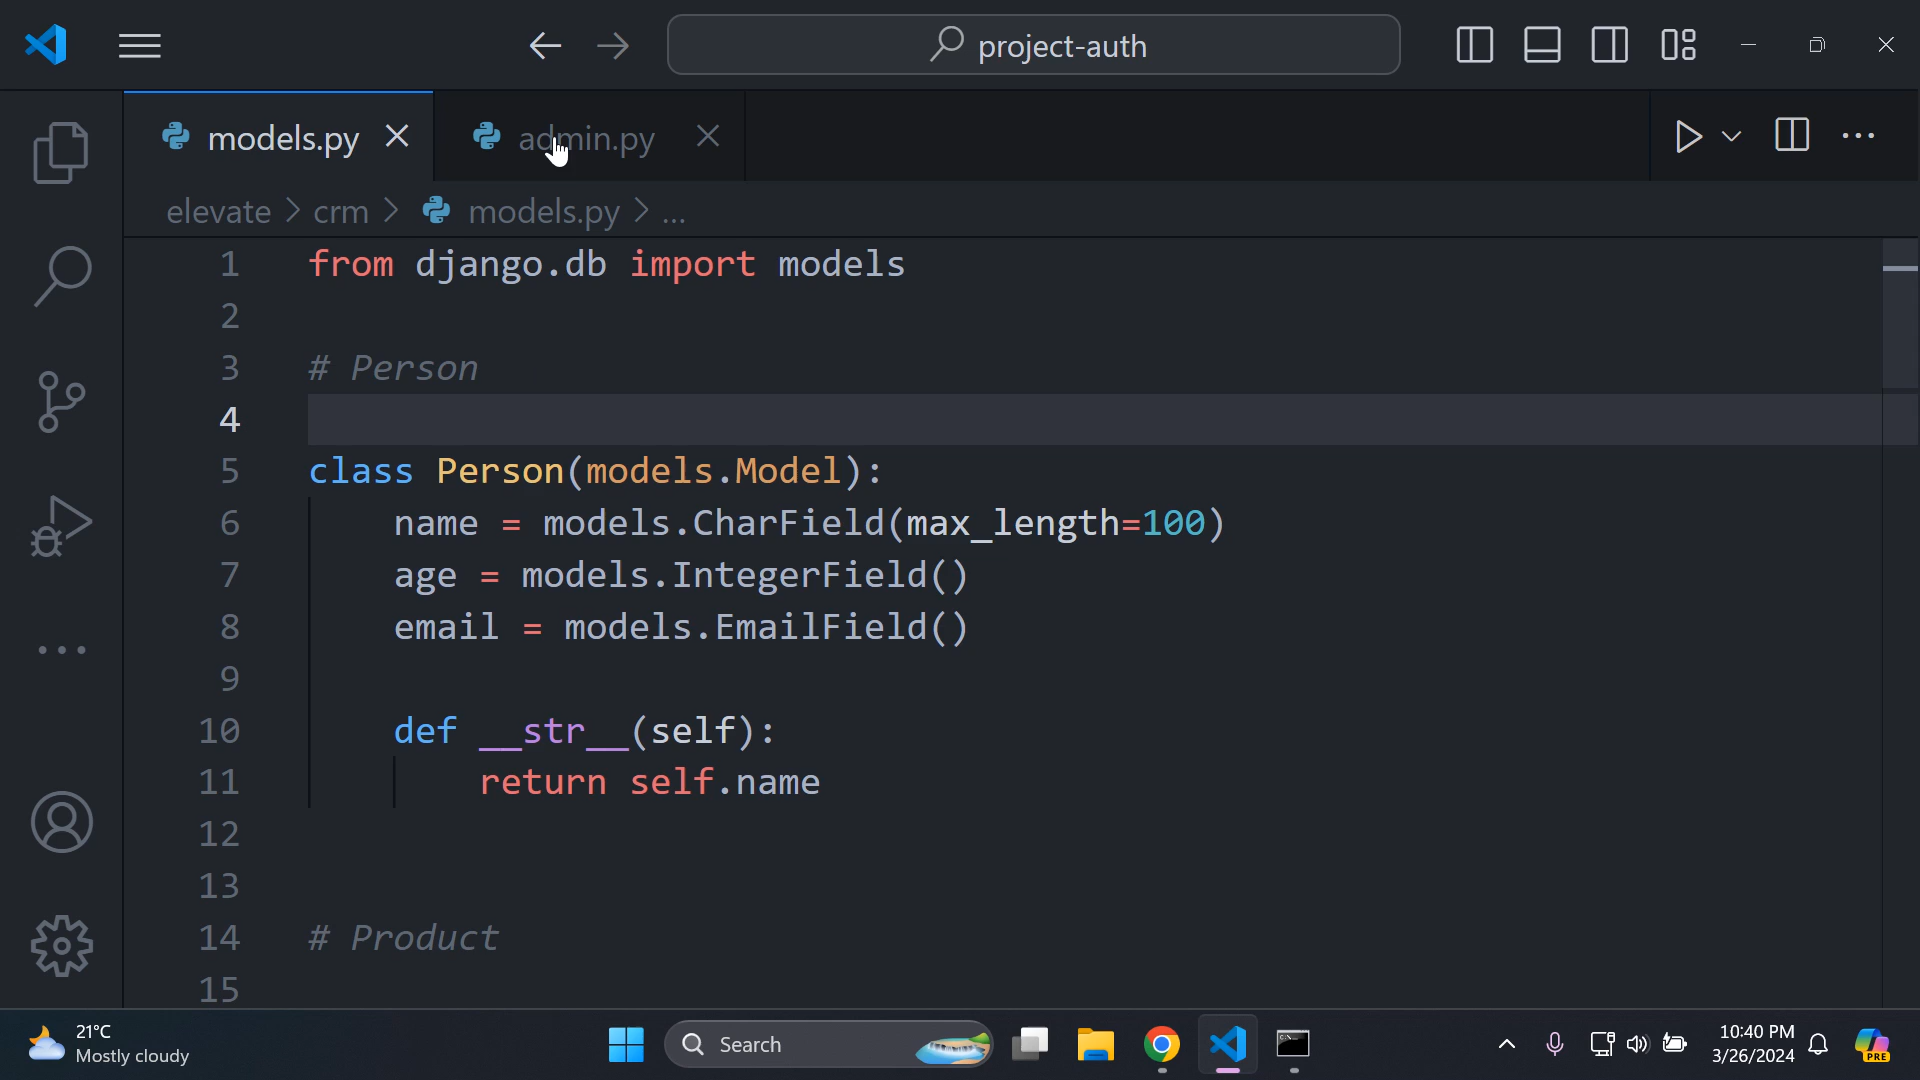 project-auth
models.py
admin.py
elevate > crm > models.py > ...
1 from django.db import models
2
3 # Person
4
5 class Person(models.Model):
6 name = models.CharField(max_length=100)
7 age = models.IntegerField()
8 email = models.EmailField()
9
10 def __str__(self):
11 return self.name
12
13
14 # Product
15
21°C
Mostly cloudy
Search
10:40 PM
3/26/2024
PRE